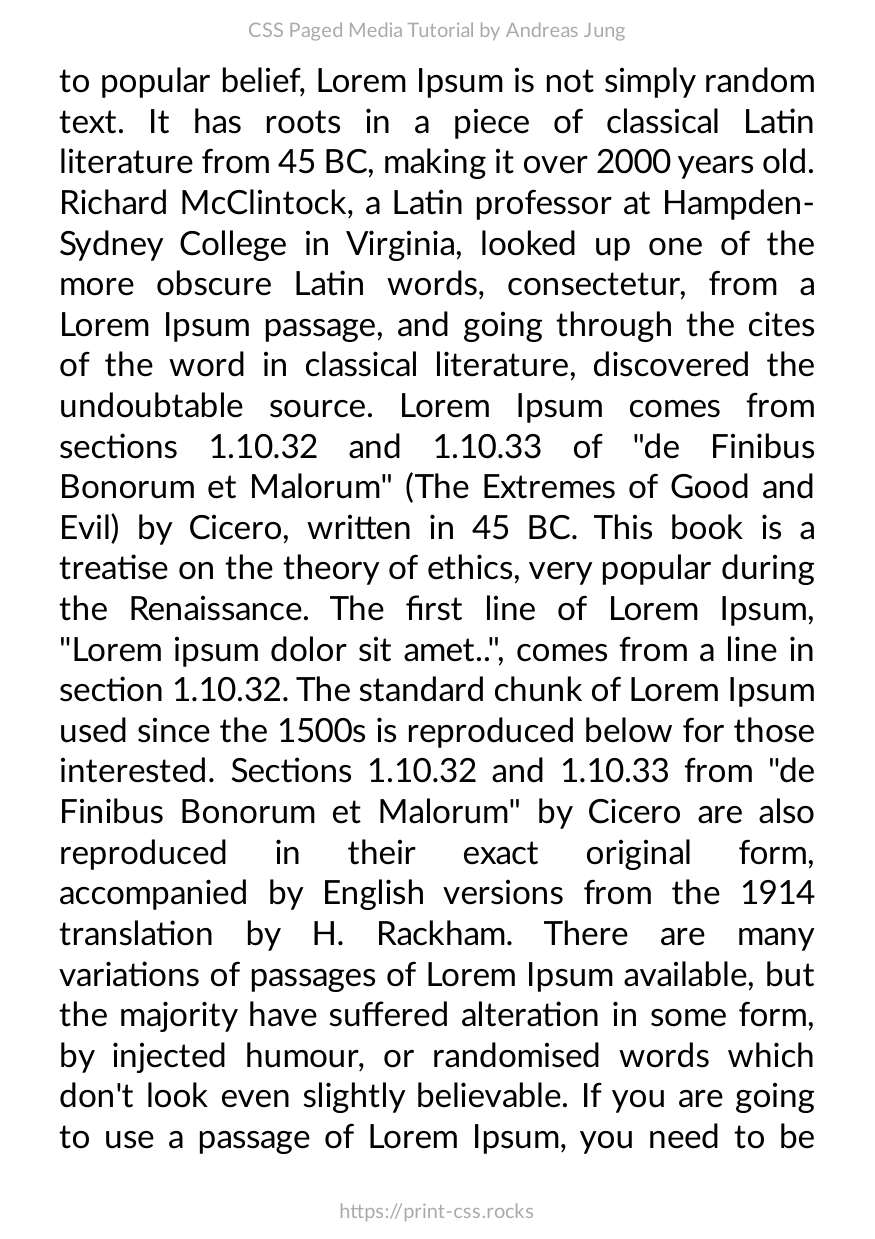 CSS Paged Media Tutorial by Andreas Jung
to popular belief, Lorem Ipsum is not simply random
text. It has roots in a piece of classical Latin
literature from 45 BC, making it over 2000 years old.
Richard McClintock, a Latin professor at Hampden-
Sydney College in Virginia, looked up one of the
more obscure Latin words, consectetur, from a
Lorem Ipsum passage, and going through the cites
of the word in classical literature, discovered the
undoubtable source. Lorem Ipsum comes from
sections 1.10.32 and 1.10.33 of "de Finibus
Bonorum et Malorum" (The Extremes of Good and
Evil) by Cicero, written in 45 BC. This book is a
treatise on the theory of ethics, very popular during
the Renaissance. The first line of Lorem Ipsum,
"Lorem ipsum dolor sit amet..", comes from a line in
section 1.10.32. The standard chunk of Lorem Ipsum
used since the 1500s is reproduced below for those
interested. Sections 1.10.32 and 1.10.33 from "de
Finibus Bonorum et Malorum" by Cicero are also
reproduced in their exact original form,
accompanied by English versions from the 1914
translation by H. Rackham. There are many
variations of passages of Lorem Ipsum available, but
the majority have suffered alteration in some form,
by injected humour, or randomised words which
don't look even slightly believable. If you are going
to use a passage of Lorem Ipsum, you need to be
https://print-css.rocks